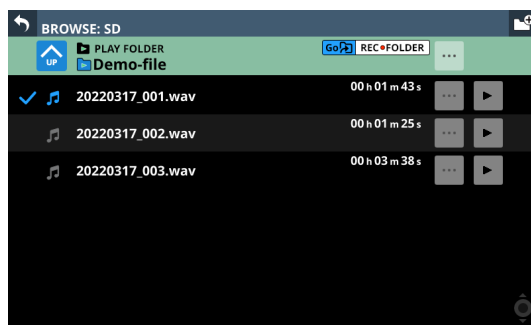 BROWSE: SD
PLAY FOLDER
Go REC FOLDER
UP
Demo-file
20220317_001.wav 00 h 01 m 43 s
20220317_002.wav 00 h 01 m 25 s
20220317_003.wav 00 h 03 m 38 s